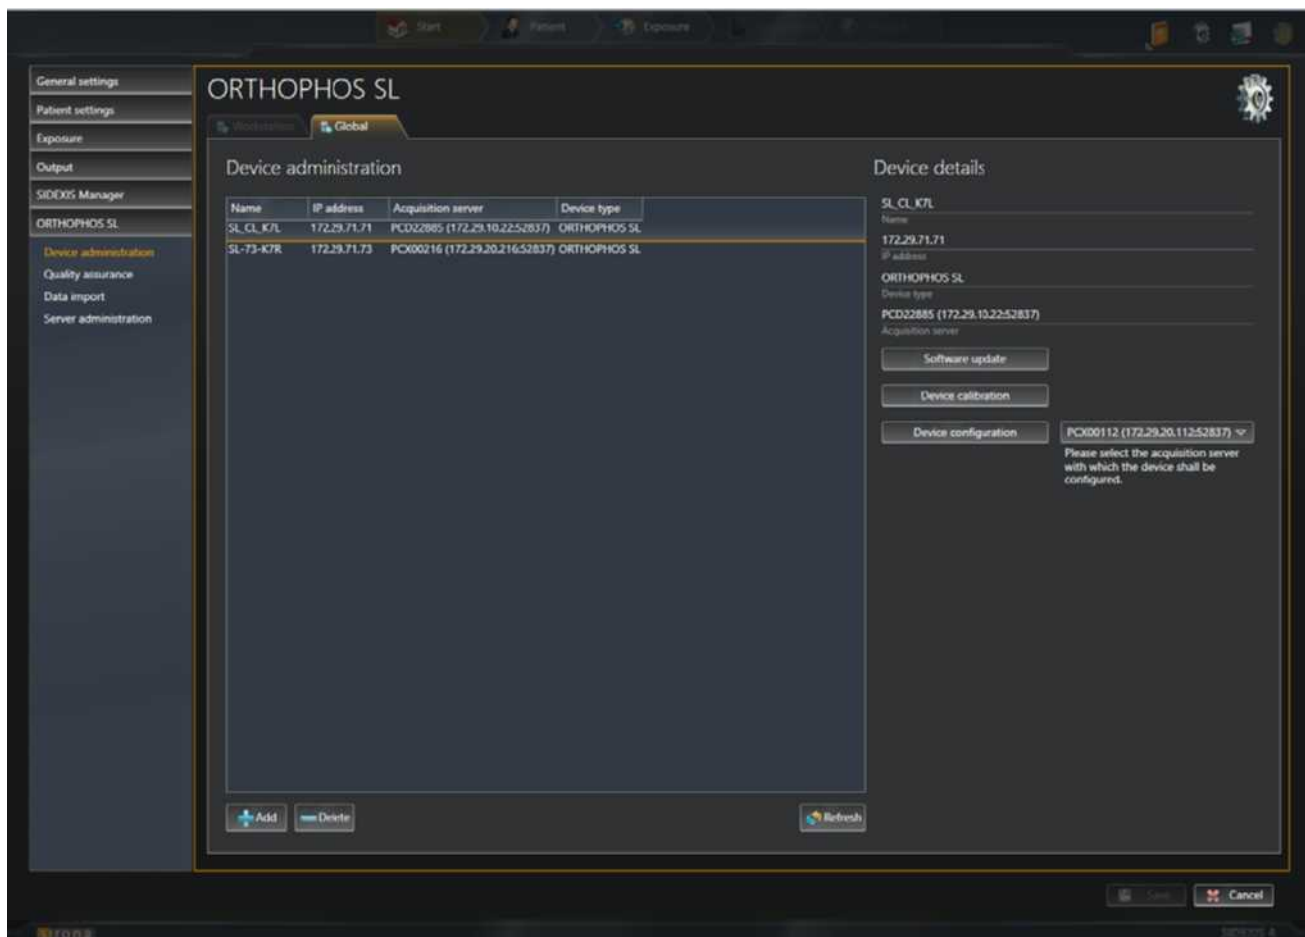 Start
Patient
Exposure
General settings
Patient settings
Exposure
Output
SIDEXIS Manager
ORTHOPHOS SL
Device administration
Quality assurance
Data import
Server administration
ORTHOPHOS SL
Workstation
Global
Device administration
Name IP address Acquisition server Device type
SL_CL_K7L 172.29.71.71 PCD22885 (172.29.10.22:52837) ORTHOPHOS SL
SL-73-K7R 172.29.71.73 PCX00216 (172.29.20.216:52837) ORTHOPHOS SL
Add
Delete
Refresh
Device details
SL_CL_K7L
Name
172.29.71.71
IP address
ORTHOPHOS SL
Device type
PCD22885 (172.29.10.22:52837)
Acquisition server
Software update
Device calibration
Device configuration
PCX00112 (172.29.20.112:52837)
Please select the acquisition server
with which the device shall be
configured.
Save
Cancel
sirona
SIDEXIS 4